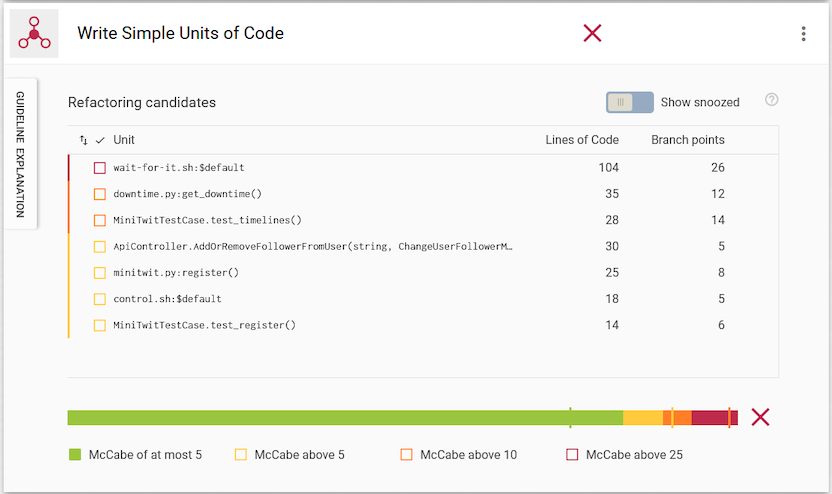 Write Simple Units of Code
GUIDELINE EXPLANATION
Refactoring candidates
Show snoozed
Unit Lines of Code Branch points
wait-for-it.sh:$default 104 26
downtime.py:get_downtime() 35 12
MiniTwitTestCase.test_timelines() 28 14
ApiController.AddOrRemoveFollowerFromUser(string, ChangeUserFollowerM… 30 5
minitwit.py:register() 25 8
control.sh:$default 18 5
MiniTwitTestCase.test_register() 14 6
McCabe of at most 5 McCabe above 5 McCabe above 10 McCabe above 25